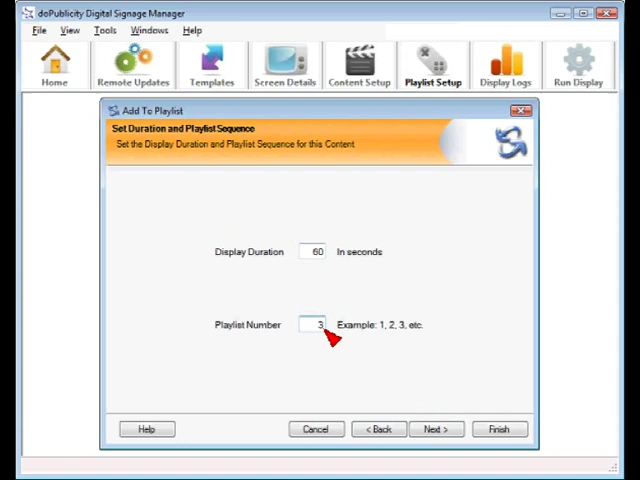 doPublicity Digital Signage Manager
File View Tools Windows Help
Home Remote Updates Templates Screen Details Content Setup Playlist Setup Display Logs Run Display
Add To Playlist
Set Duration and Playlist Sequence
Set the Display Duration and Playlist Sequence for this Content
Display Duration 60 In seconds
Playlist Number 3 Example: 1, 2, 3, etc.
Help Cancel < Back Next > Finish